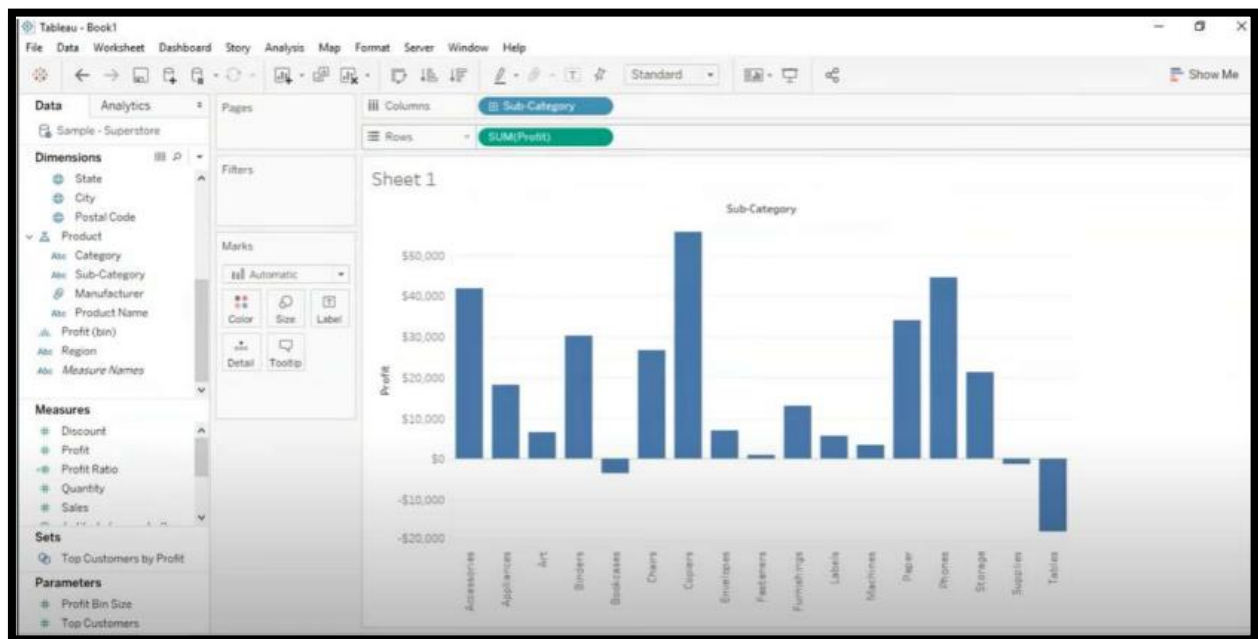 Tableau - Book1
File Data Worksheet Dashboard Story Analysis Map Format Server Window Help
Standard
Show Me
Data Analytics
Pages
Columns
Sub-Category
Sample - Superstore
Rows
SUM(Profit)
Dimensions
Filters
State
City
Postal Code
Product
Category
Sub-Category
Manufacturer
Product Name
Profit (bin)
Region
Measure Names
Marks
Automatic
Color Size Label
Detail Tooltip
Measures
Discount
Profit
Profit Ratio
Quantity
Sales
Sets
Top Customers by Profit
Parameters
Profit Bin Size
Top Customers
Sheet 1
Sub-Category
Profit
$50,000
$40,000
$30,000
$20,000
$10,000
$0
-$10,000
-$20,000
Accessories
Appliances
Art
Binders
Bookcases
Chairs
Copiers
Envelopes
Fasteners
Furnishings
Labels
Machines
Paper
Phones
Storage
Supplies
Tables